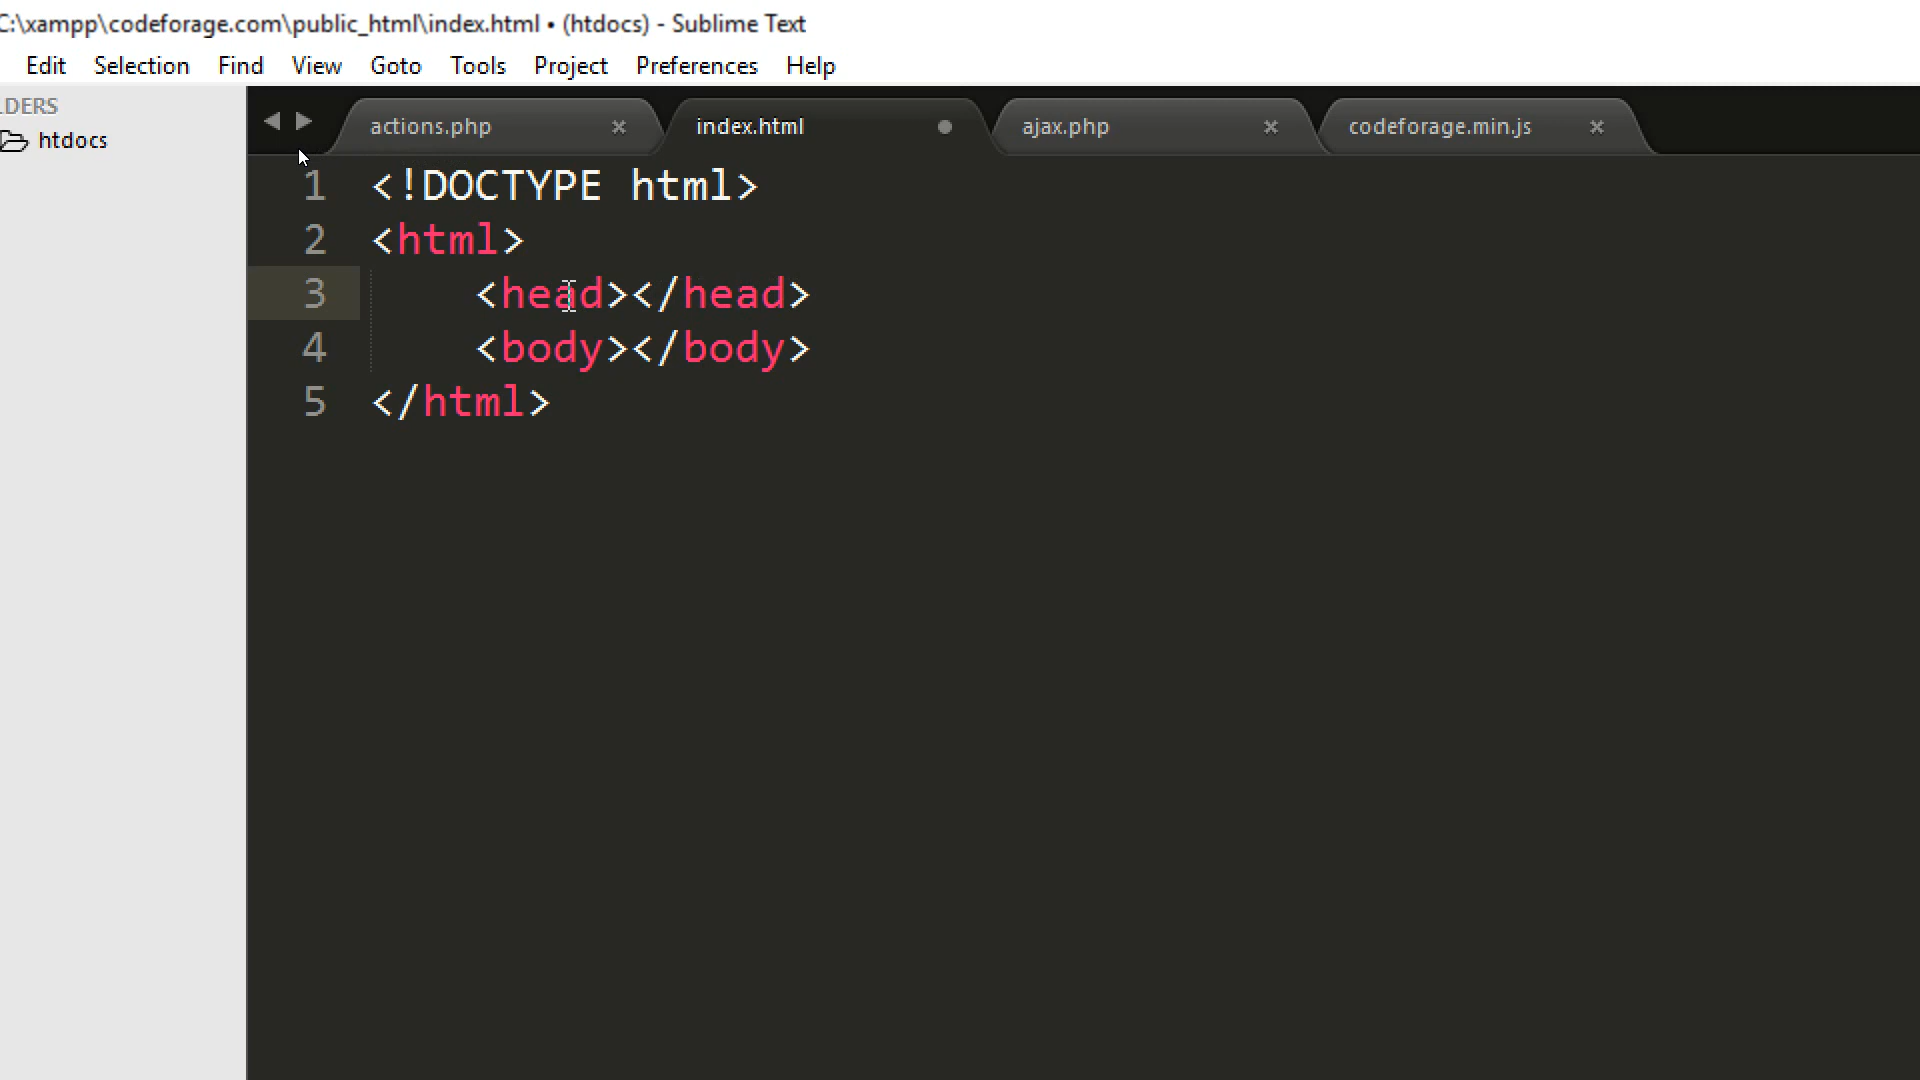 C:\xampp\codeforage.com\public_html\index.html • (htdocs) - Sublime Text
Edit Selection Find View Goto Tools Project Preferences Help
LDERS
htdocs
actions.php × index.html ajax.php × codeforage.min.js ×
1 <!DOCTYPE html>
2 <html>
3 <head></head>
4 <body></body>
5 </html>